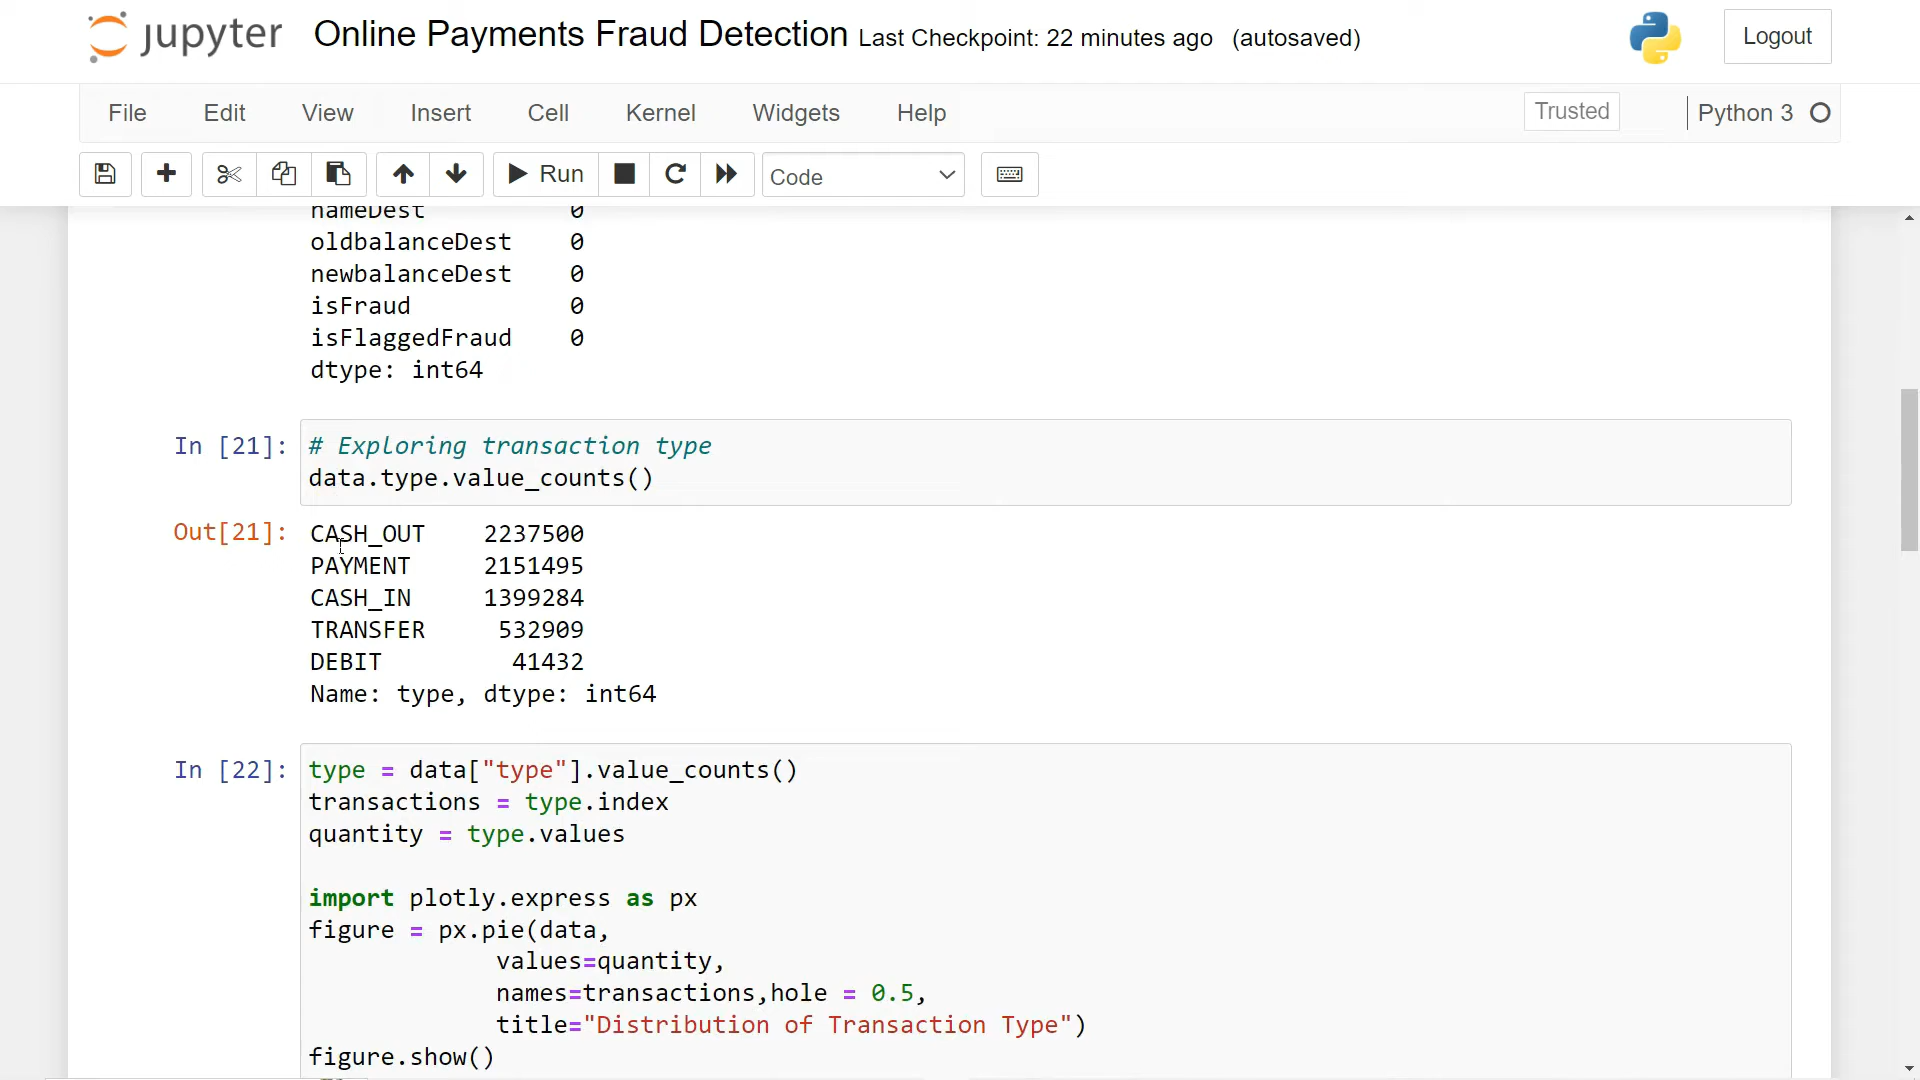 jupyter Online Payments Fraud Detection Last Checkpoint: 22 minutes ago (autosaved) Logout
File Edit View Insert Cell Kernel Widgets Help Trusted Python 3
Run Code
nameDest 0
oldbalanceDest 0
newbalanceDest 0
isFraud 0
isFlaggedFraud 0
dtype: int64
In [21]: # Exploring transaction type
data.type.value_counts()
Out[21]: CASH_OUT 2237500
PAYMENT 2151495
CASH_IN 1399284
TRANSFER 532909
DEBIT 41432
Name: type, dtype: int64
In [22]: type = data["type"].value_counts()
transactions = type.index
quantity = type.values
import plotly.express as px
figure = px.pie(data,
values=quantity,
names=transactions,hole = 0.5,
title="Distribution of Transaction Type")
figure.show()